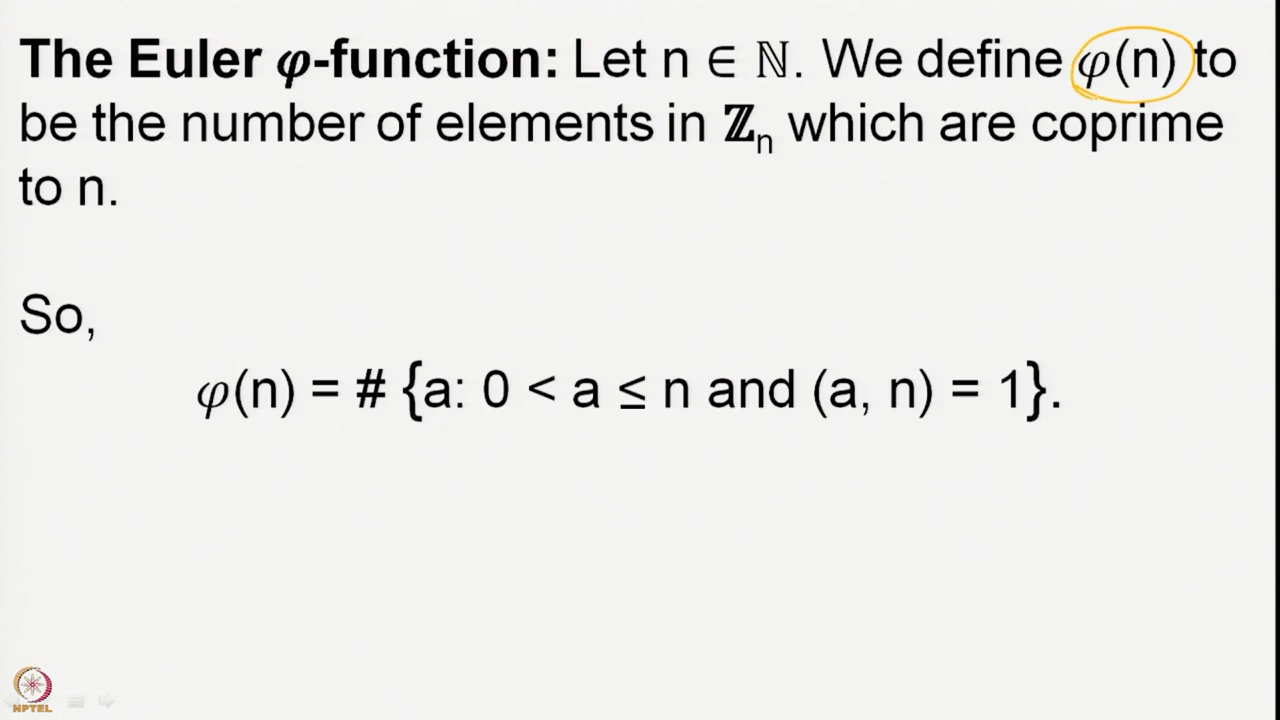 The Euler φ-function: Let n ∈ ℕ. We define φ(n) to
be the number of elements in ℤₙ which are coprime
to n.
So,
φ(n) = # {a: 0 < a ≤ n and (a, n) = 1}.
NPTEL